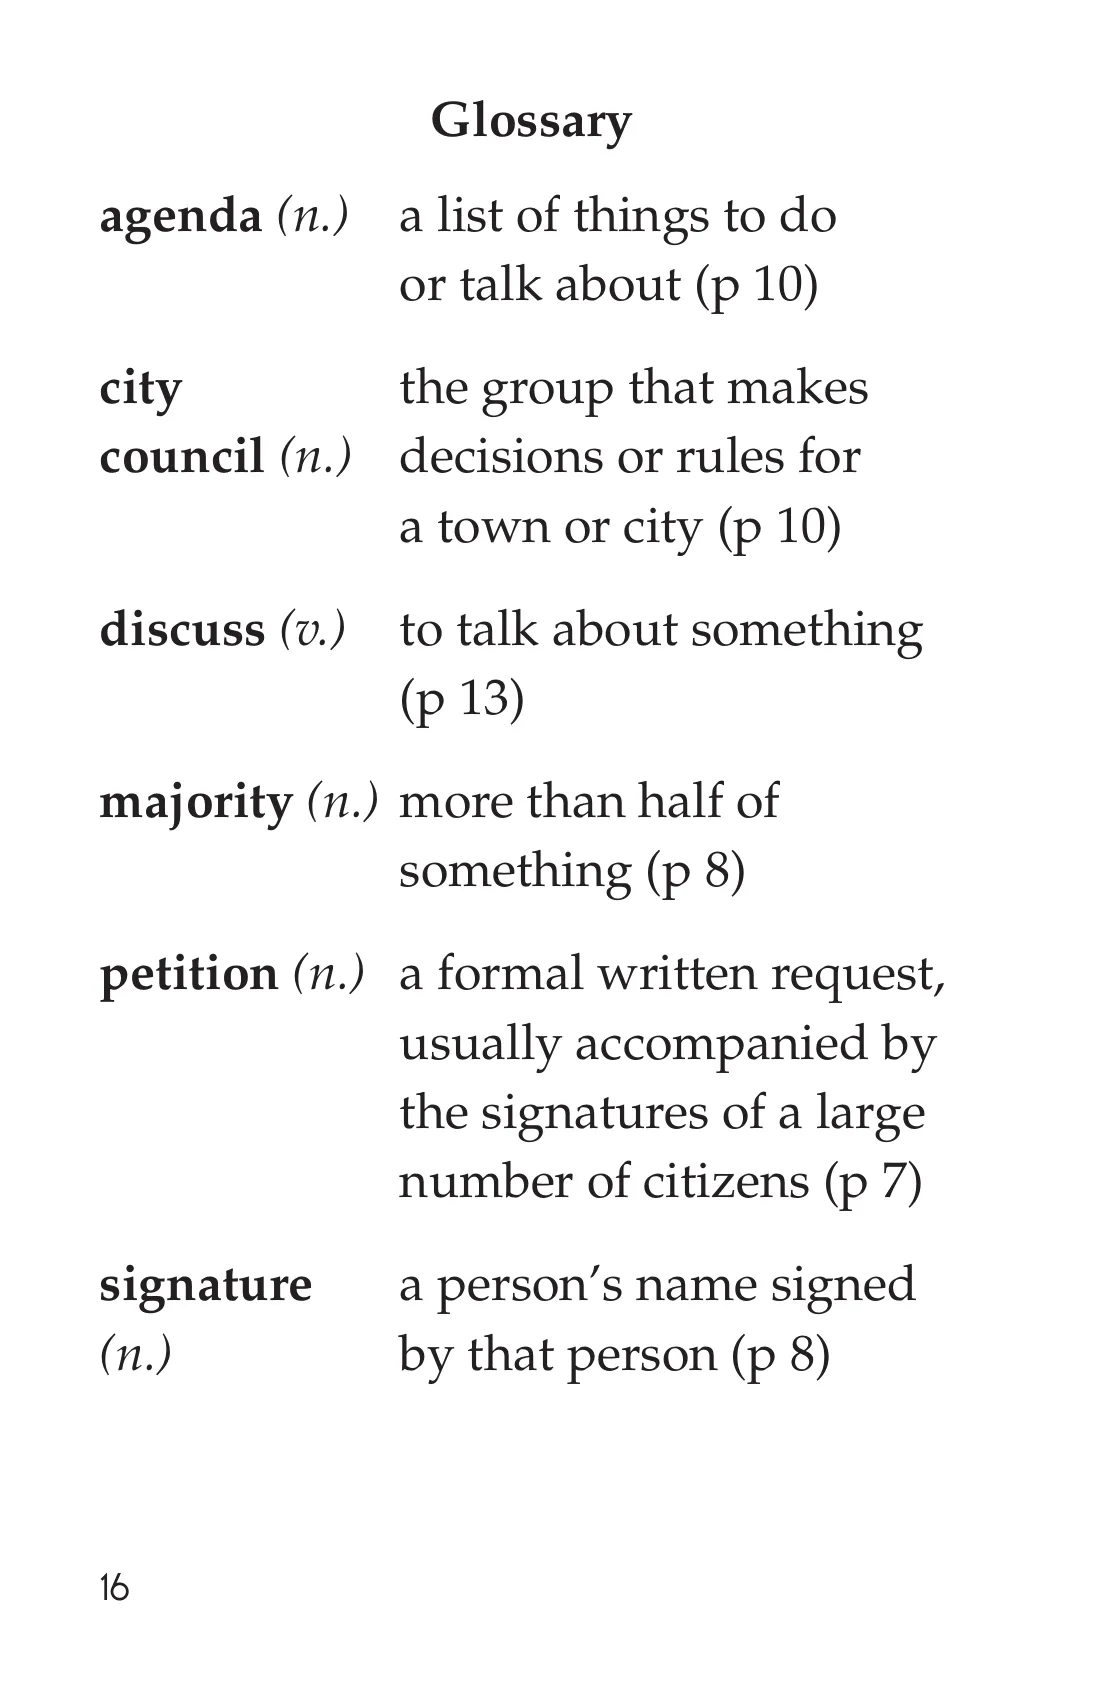 Glossary
agenda (n.) a list of things to do
or talk about (p 10)
city the group that makes
council (n.) decisions or rules for
a town or city (p 10)
discuss (v.) to talk about something
(p 13)
majority (n.) more than half of
something (p 8)
petition (n.) a formal written request,
usually accompanied by
the signatures of a large
number of citizens (p 7)
signature a person’s name signed
(n.) by that person (p 8)
16